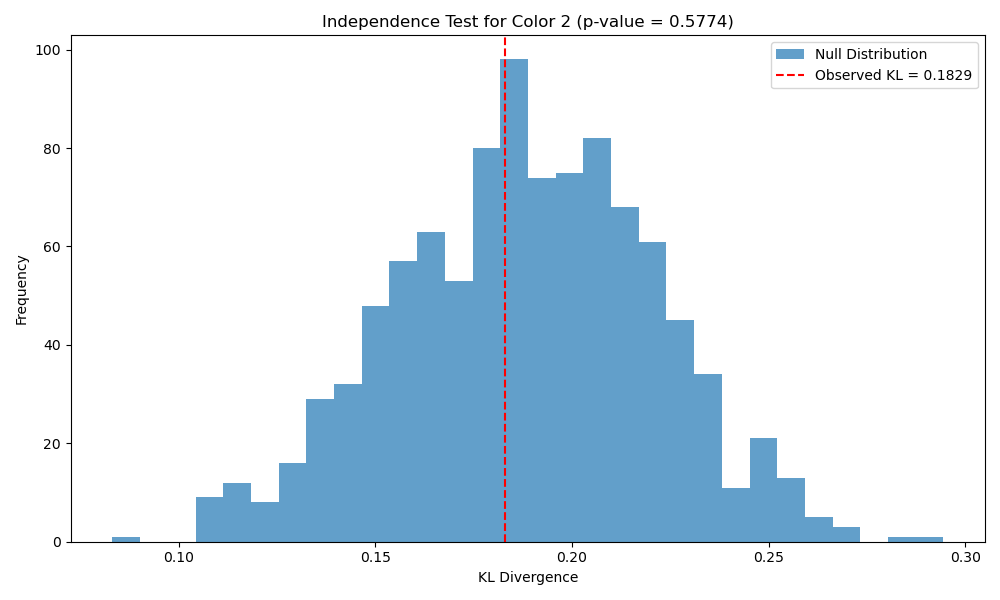 Independence Test for Color 2 (p-value = 0.5774)
Null Distribution
Observed KL = 0.1829
100
80
60
40
20
0
Frequency
0.10 0.15 0.20 0.25 0.30
KL Divergence